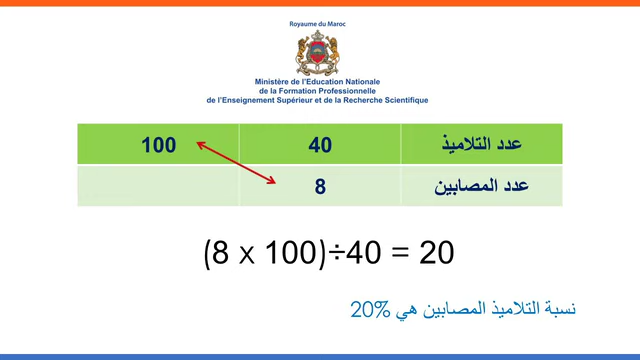 Royaume du Maroc
Ministère de l'Education Nationale
de la Formation Professionnelle
de l'Enseignement Supérieur et de la Recherche Scientifique
عدد التلاميذ 40 100
عدد المصابين 8
(8 x 100)÷40 = 20
نسبة التلاميذ المصابين هي 20%